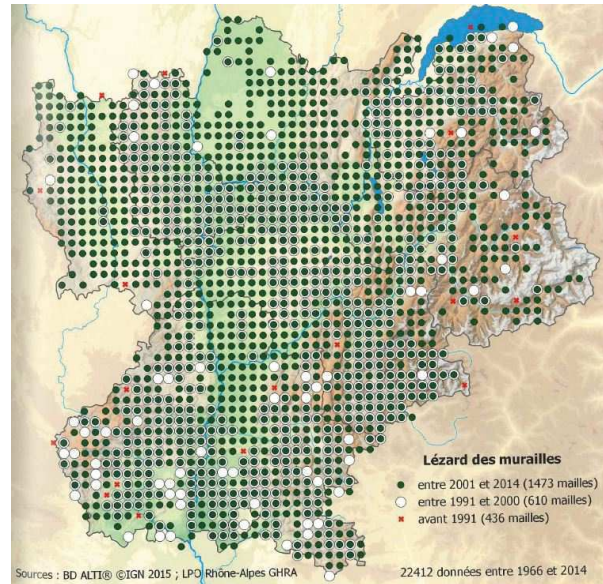 Lézard des murailles
entre 2001 et 2014 (1473 mailles)
entre 1991 et 2000 (610 mailles)
avant 1991 (436 mailles)
Sources : BD ALTI® ©IGN 2015 ; LPO Rhône-Alpes GHRA
22412 données entre 1966 et 2014